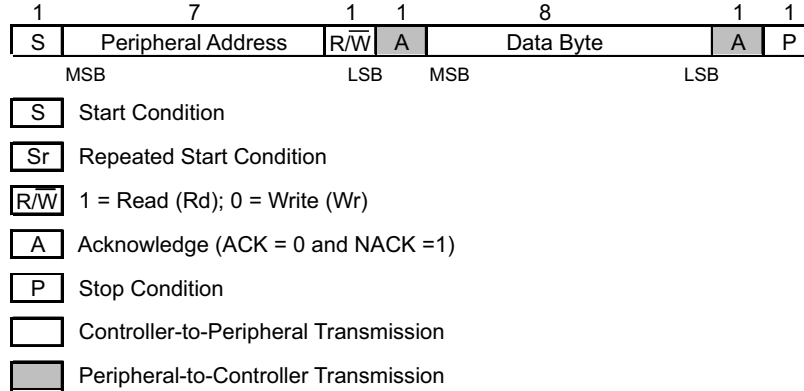 1 7 1 1 8 1 1
S Peripheral Address R/W̅ A Data Byte A P
MSB LSB MSB LSB
S Start Condition
Sr Repeated Start Condition
R/W̅ 1 = Read (Rd); 0 = Write (Wr)
A Acknowledge (ACK = 0 and NACK =1)
P Stop Condition
Controller-to-Peripheral Transmission
Peripheral-to-Controller Transmission